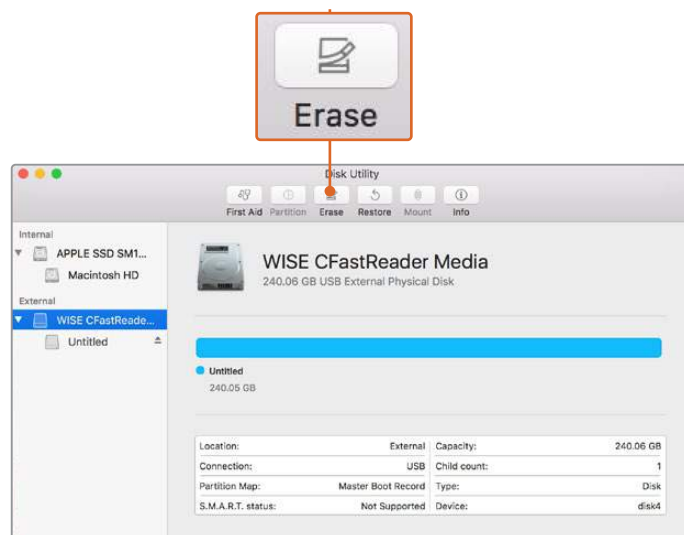 Erase
Disk Utility
First Aid Partition Erase Restore Mount Info
Internal
APPLE SSD SM1...
Macintosh HD
External
WISE CFastReade...
Untitled
WISE CFastReader Media
240.06 GB USB External Physical Disk
Untitled
240.05 GB
Location: External Capacity: 240.06 GB
Connection: USB Child count: 1
Partition Map: Master Boot Record Type: Disk
S.M.A.R.T. status: Not Supported Device: disk4